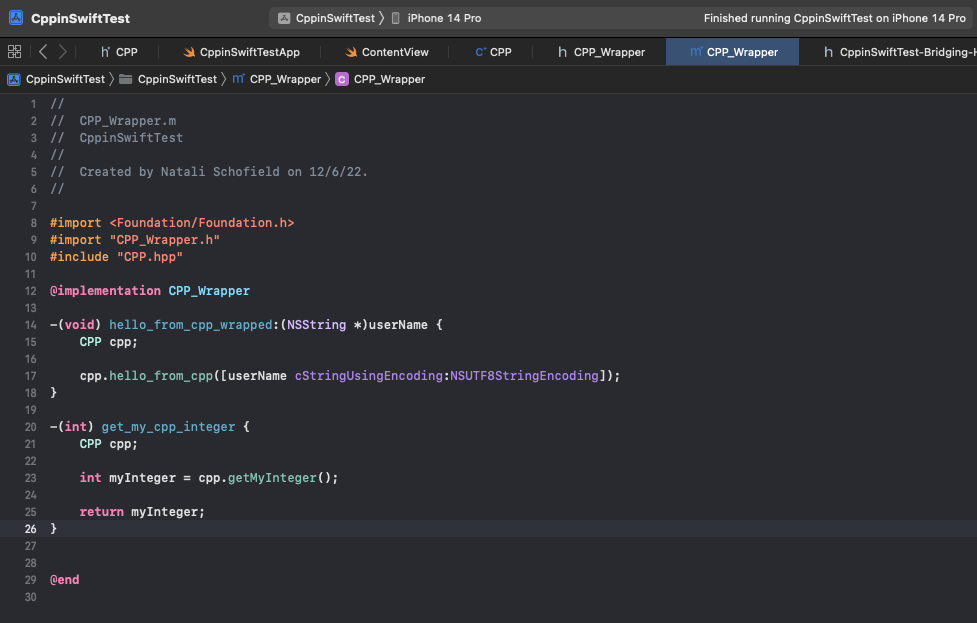 CppinSwiftTest
CppinSwiftTest 〉 iPhone 14 Pro
Finished running CppinSwiftTest on iPhone 14 Pro
h CPP
CppinSwiftTestApp
ContentView
C CPP
h CPP_Wrapper
m CPP_Wrapper
h CppinSwiftTest-Bridging-H
CppinSwiftTest 〉 CppinSwiftTest 〉 m CPP_Wrapper 〉 C CPP_Wrapper
1 //
2 //  CPP_Wrapper.m
3 //  CppinSwiftTest
4 //
5 //  Created by Natali Schofield on 12/6/22.
6 //
7
8 #import <Foundation/Foundation.h>
9 #import "CPP_Wrapper.h"
10 #include "CPP.hpp"
11
12 @implementation CPP_Wrapper
13
14 -(void) hello_from_cpp_wrapped:(NSString *)userName {
15     CPP cpp;
16
17     cpp.hello_from_cpp([userName cStringUsingEncoding:NSUTF8StringEncoding]);
18 }
19
20 -(int) get_my_cpp_integer {
21     CPP cpp;
22
23     int myInteger = cpp.getMyInteger();
24
25     return myInteger;
26 }
27
28
29 @end
30